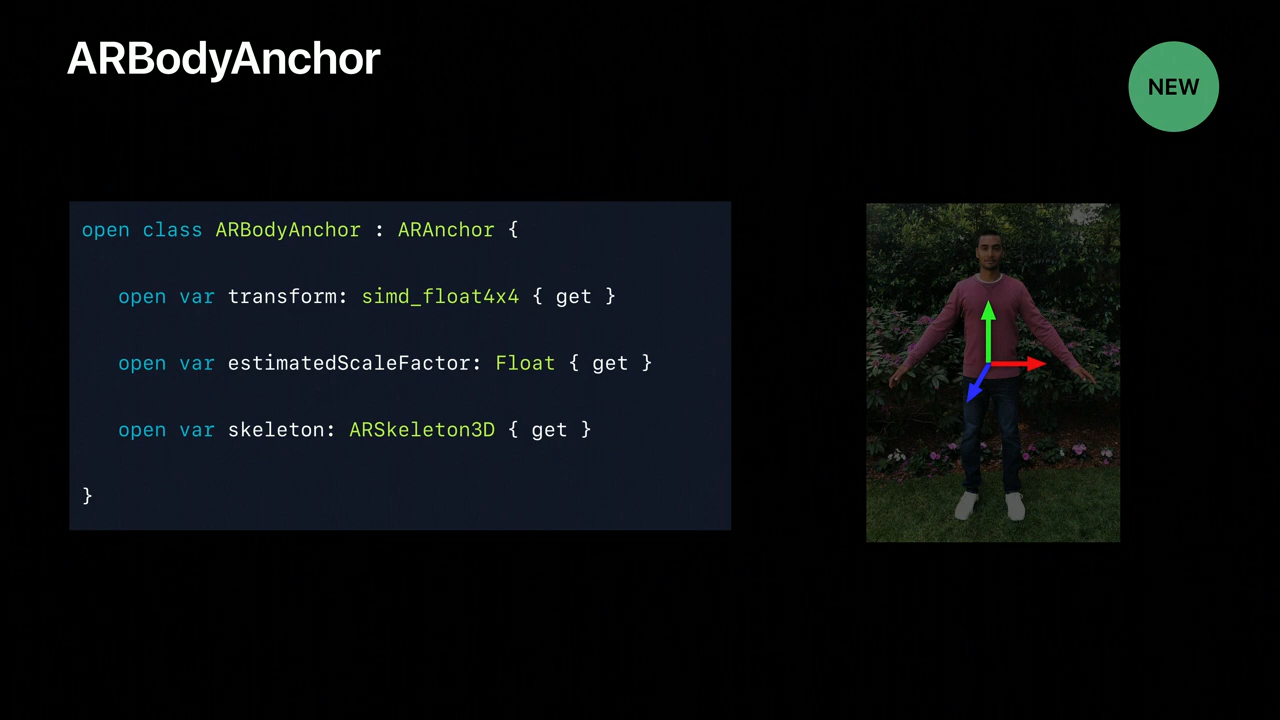 ARBodyAnchor
NEW
open class ARBodyAnchor : ARAnchor {
open var transform: simd_float4x4 { get }
open var estimatedScaleFactor: Float { get }
open var skeleton: ARSkeleton3D { get }
}